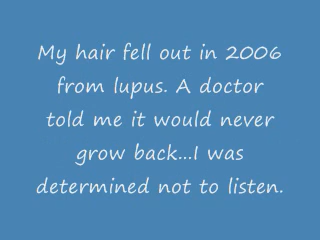 My hair fell out in 2006
from lupus. A doctor
told me it would never
grow back...I was
determined not to listen.